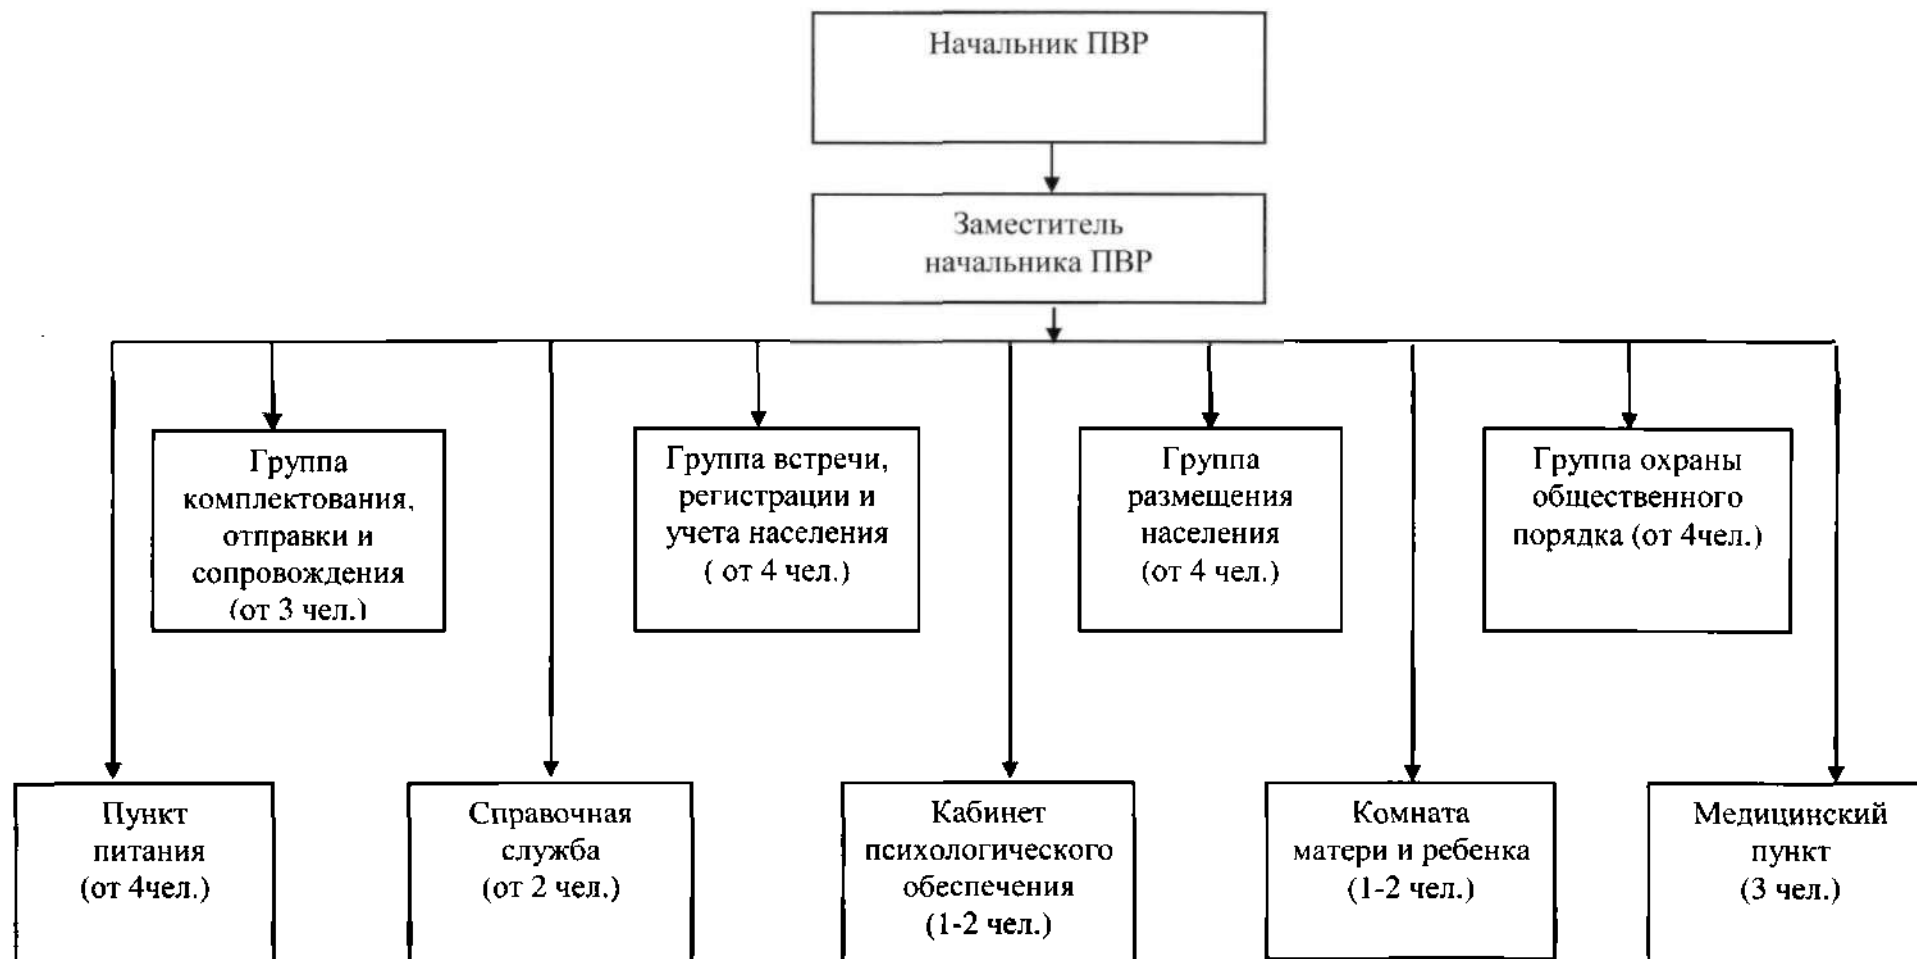 Начальник ПВР
Заместитель
начальника ПВР
Группа
комплектования,
отправки и
сопровождения
(от 3 чел.)
Группа встречи,
регистрации и
учета населения
( от 4 чел.)
Группа
размещения
населения
(от 4 чел.)
Группа охраны
общественного
порядка (от 4чел.)
Пункт
питания
(от 4чел.)
Справочная
служба
(от 2 чел.)
Кабинет
психологического
обеспечения
(1-2 чел.)
Комната
матери и ребенка
(1-2 чел.)
Медицинский
пункт
(3 чел.)